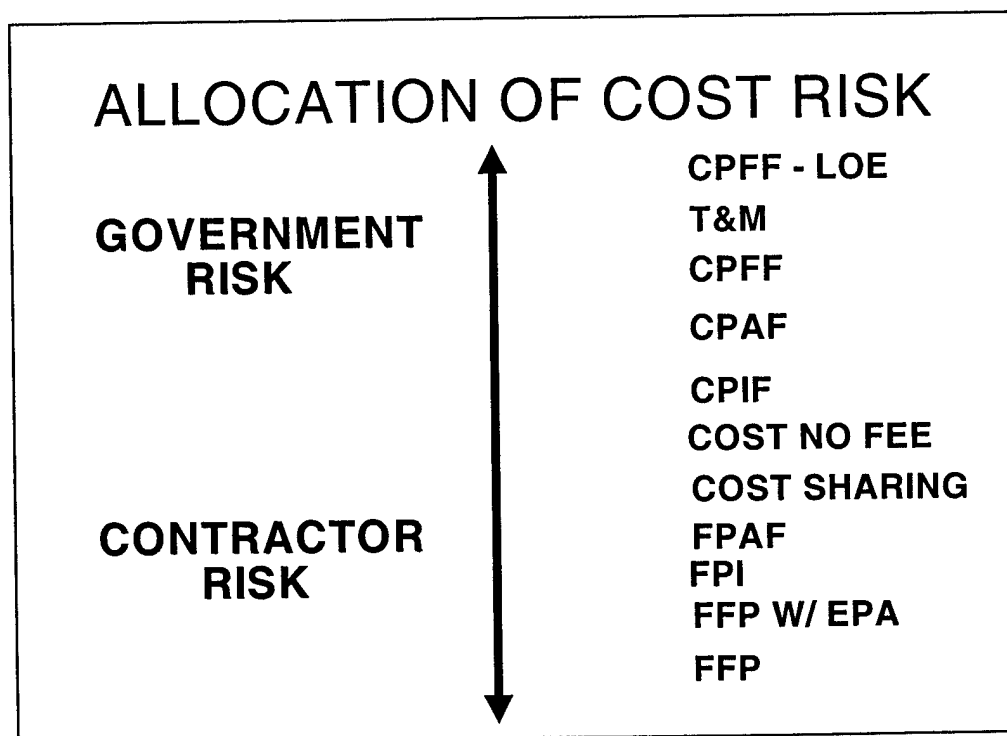 ALLOCATION OF COST RISK
GOVERNMENT
RISK
CONTRACTOR
RISK
CPFF - LOE
T&M
CPFF
CPAF
CPIF
COST NO FEE
COST SHARING
FPAF
FPI
FFP W/ EPA
FFP